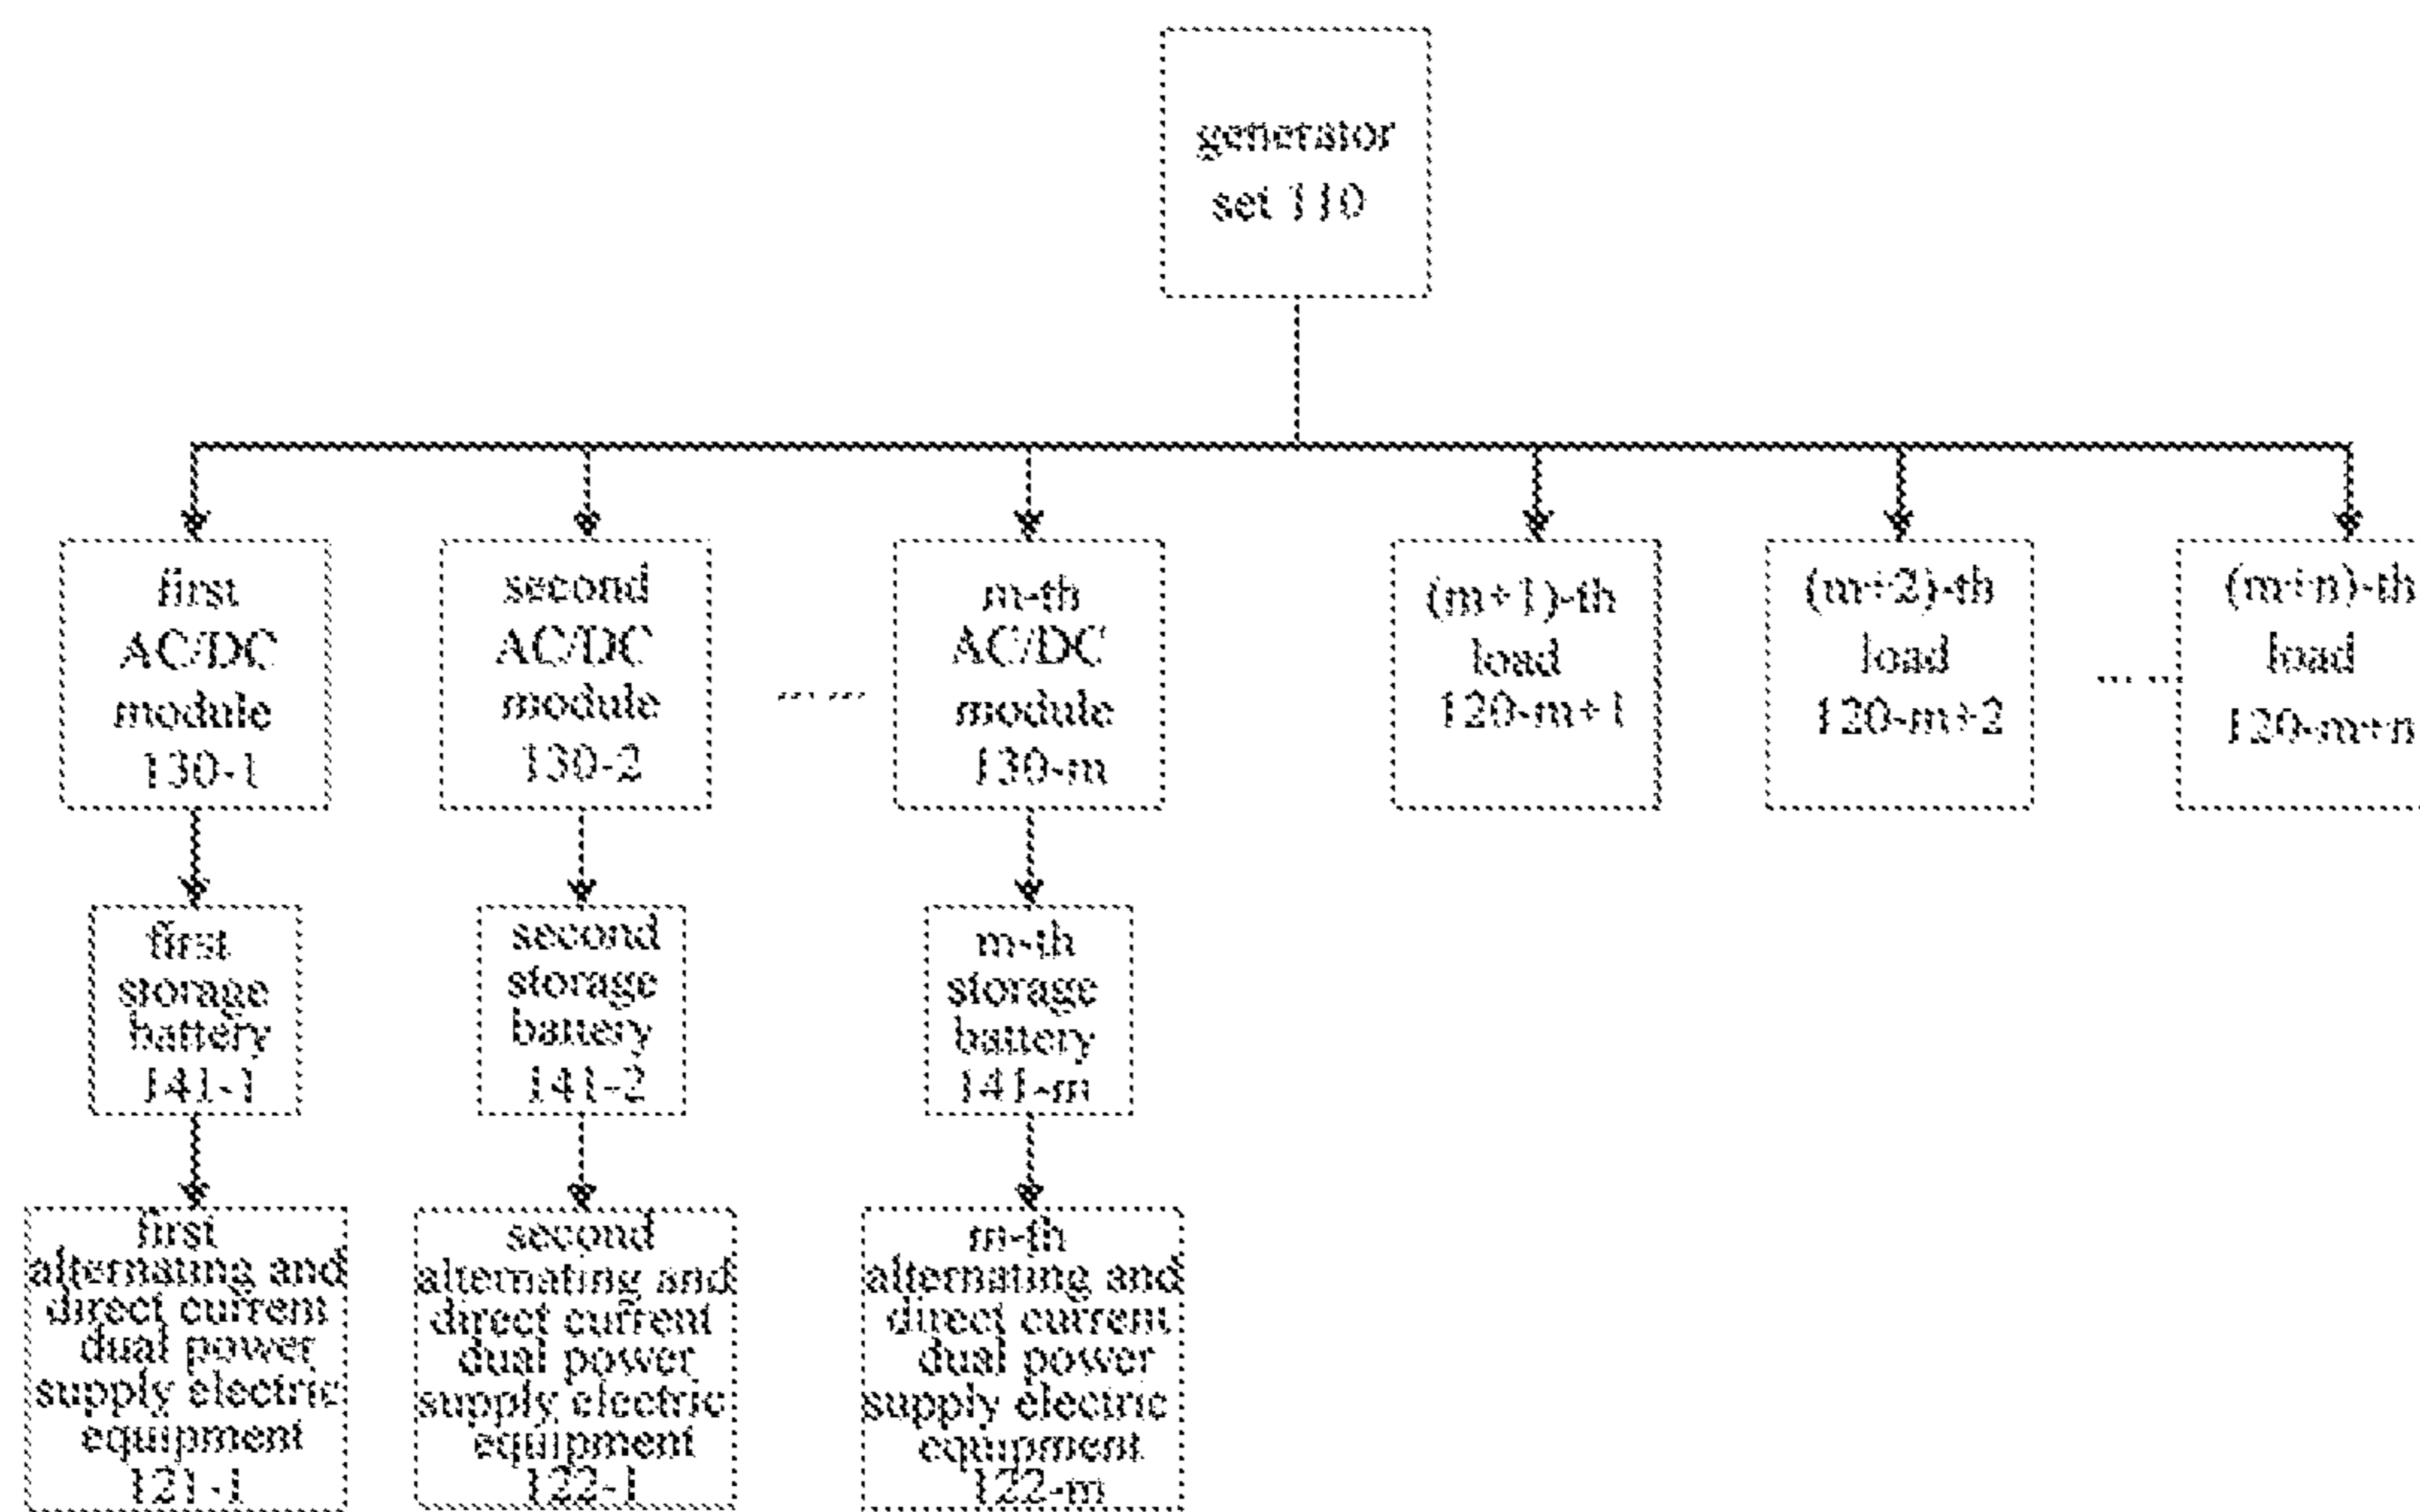 generator
set 110
first
AC/DC
module
130-1
second
AC/DC
module
130-2
........
m-th
AC/DC
module
130-m
(m+1)-th
load
120-m+1
(m+2)-th
load
120-m+2
......
(m+n)-th
load
120-m+n
first
storage
battery
141-1
second
storage
battery
141-2
m-th
storage
battery
141-m
first
alternating and
direct current
dual power
supply electric
equipment
121-1
second
alternating and
direct current
dual power
supply electric
equipment
122-1
m-th
alternating and
direct current
dual power
supply electric
equipment
122-m